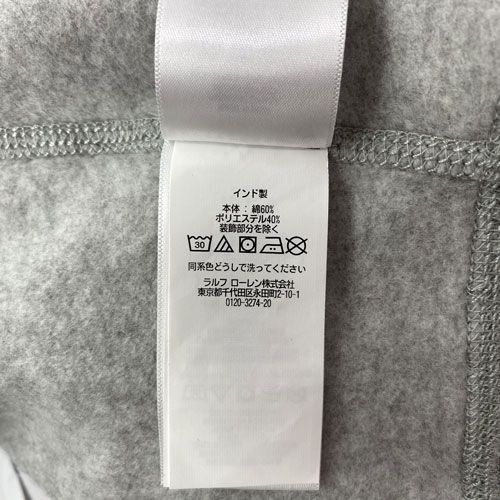 インド製
本体 : 綿60%
ポリエステル40%
装飾部分を除く
30
同系色どうしで洗ってください
ラルフ ローレン株式会社
東京都千代田区永田町2-10-1
0120-3274-20